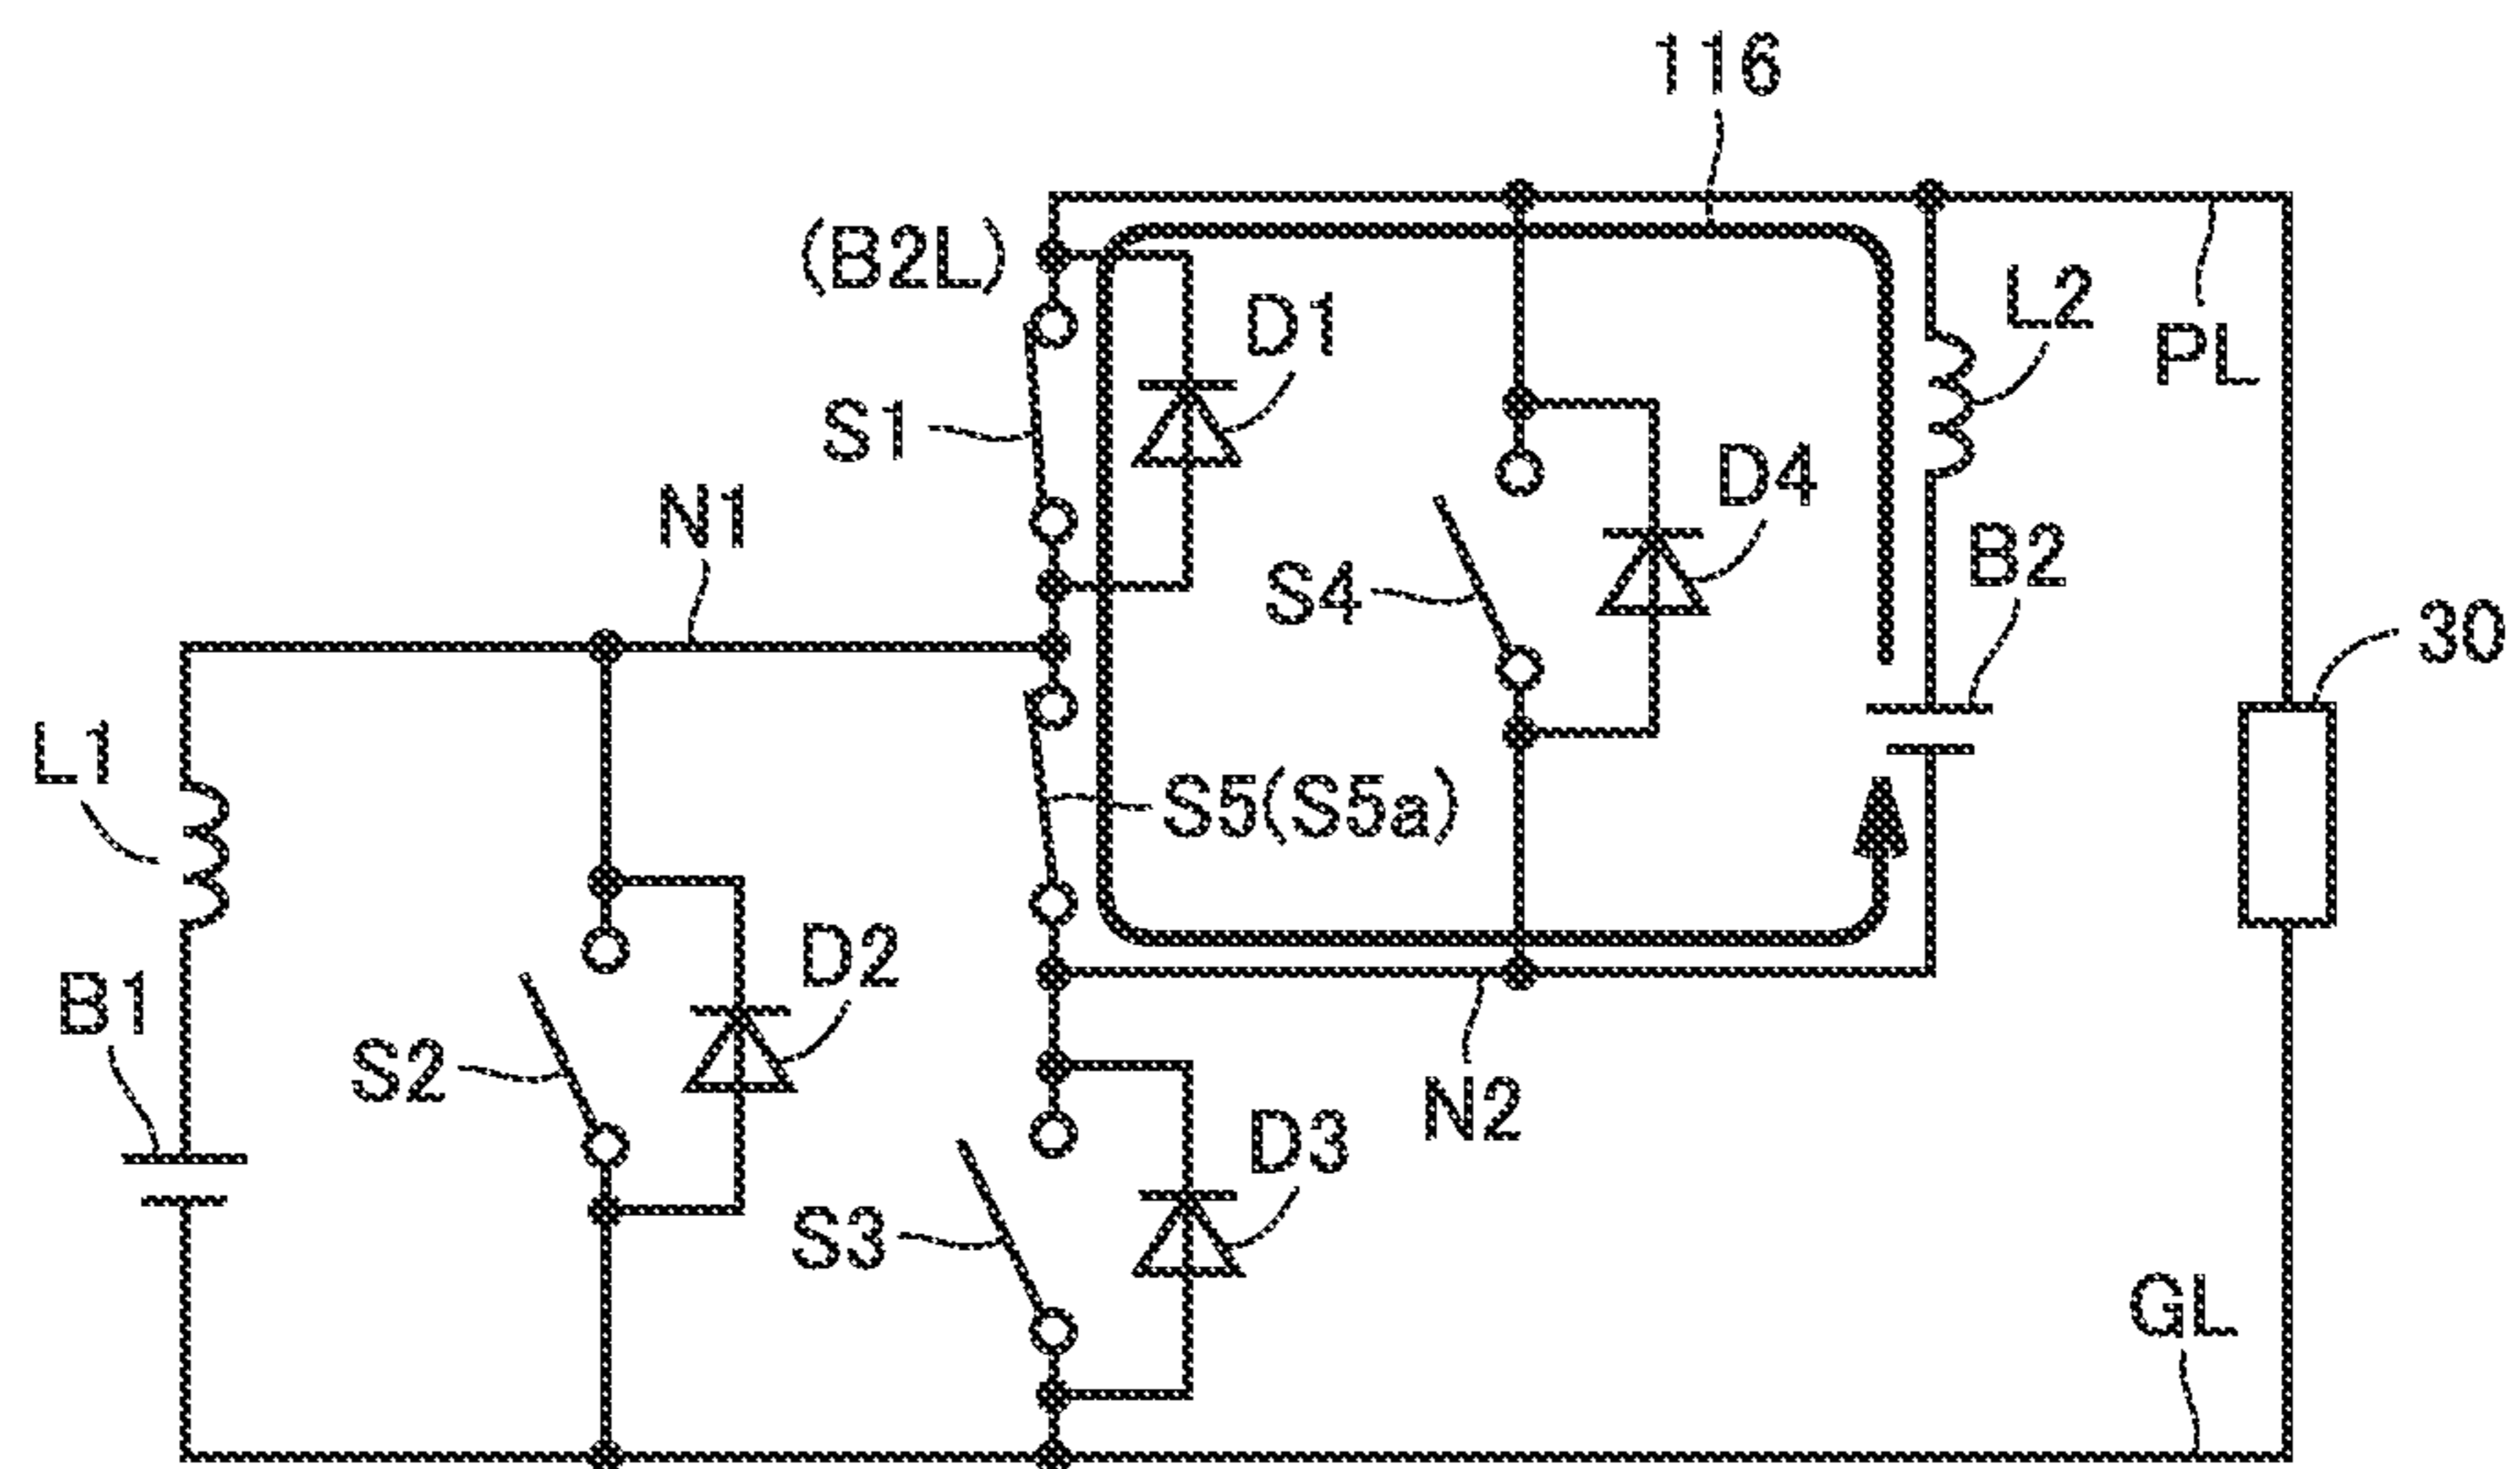 116
(B2L)
D1
L2
PL
S1
D4
N1
S4
B2
30
L1
S5(S5a)
D2
B1
S2
N2
D3
S3
GL